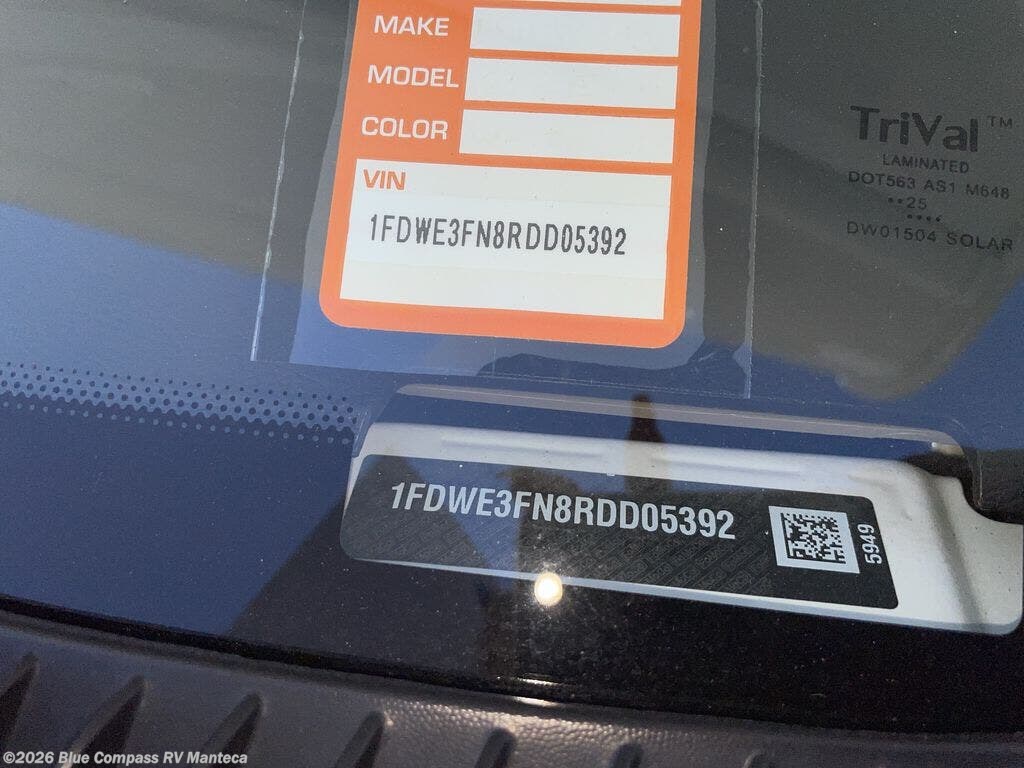 MAKE
MODEL
COLOR
VIN
1FDWE3FN8RDD05392
TriVal™
LAMINATED
DOT563 AS1 M648
••25
••••
DW01504 SOLAR
1FDWE3FN8RDD05392
5949
©2026 Blue Compass RV Manteca